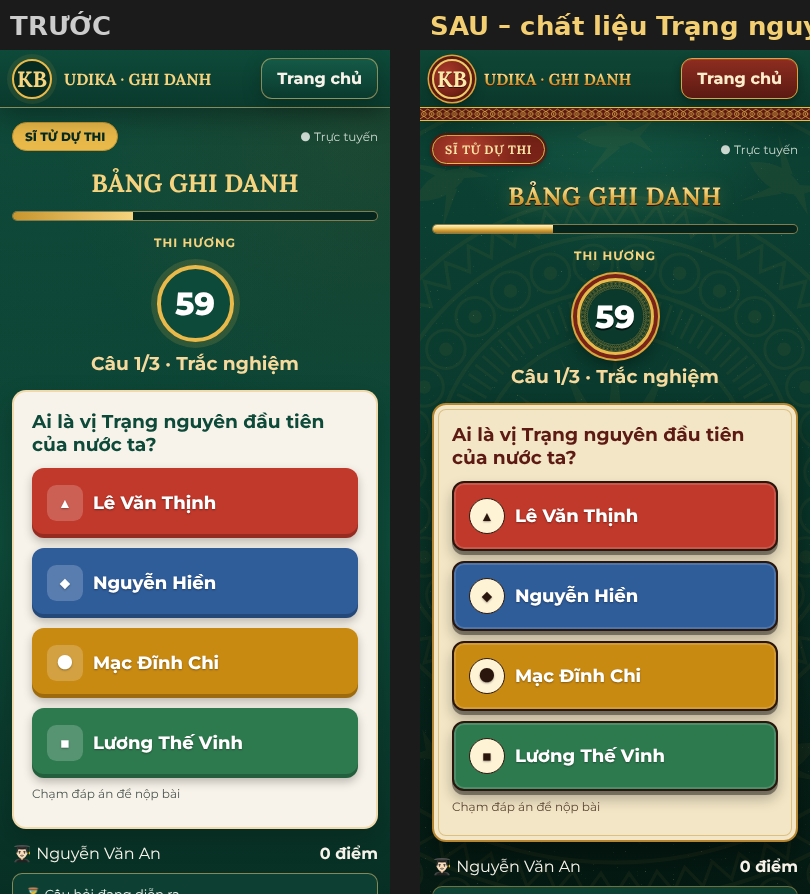 TRƯỚC
KB UDIKA · GHI DANH Trang chủ
SĨ TỬ DỰ THI Trực tuyến
BẢNG GHI DANH
THI HƯƠNG
59
Câu 1/3 · Trắc nghiệm
Ai là vị Trạng nguyên đầu tiên
của nước ta?
Lê Văn Thịnh
Nguyễn Hiền
Mạc Đĩnh Chi
Lương Thế Vinh
Chạm đáp án để nộp bài
Nguyễn Văn An 0 điểm
Câu hỏi đang diễn ra
SAU – chất liệu Trạng nguy
KB UDIKA · GHI DANH Trang chủ
SĨ TỬ DỰ THI Trực tuyến
BẢNG GHI DANH
THI HƯƠNG
59
Câu 1/3 · Trắc nghiệm
Ai là vị Trạng nguyên đầu tiên
của nước ta?
Lê Văn Thịnh
Nguyễn Hiền
Mạc Đĩnh Chi
Lương Thế Vinh
Chạm đáp án để nộp bài
Nguyễn Văn An 0 điểm